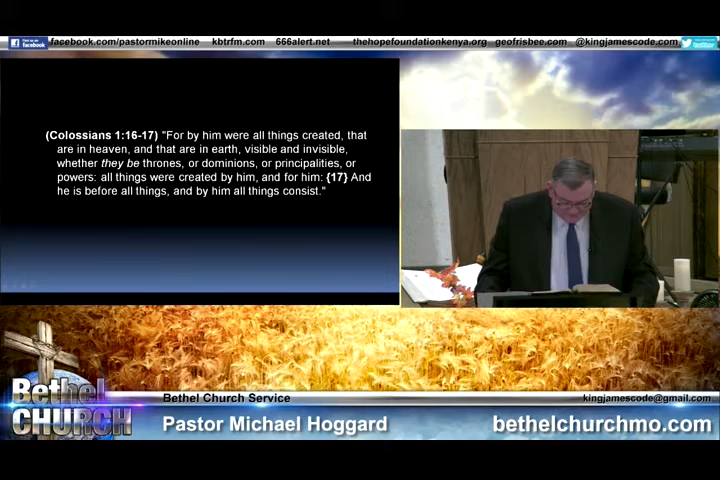 Find us on
facebook
facebook.com/pastormikeonline kbtrfm.com 666alert.net thehopefoundationkenya.org geofrisbee.com @kingjamescode.com
(Colossians 1:16-17) "For by him were all things created, that
are in heaven, and that are in earth, visible and invisible,
whether they be thrones, or dominions, or principalities, or
powers: all things were created by him, and for him: {17} And
he is before all things, and by him all things consist."
Bethel
CHURCH
Bethel Church Service kingjamescode@gmail.com
Pastor Michael Hoggard bethelchurchmo.com